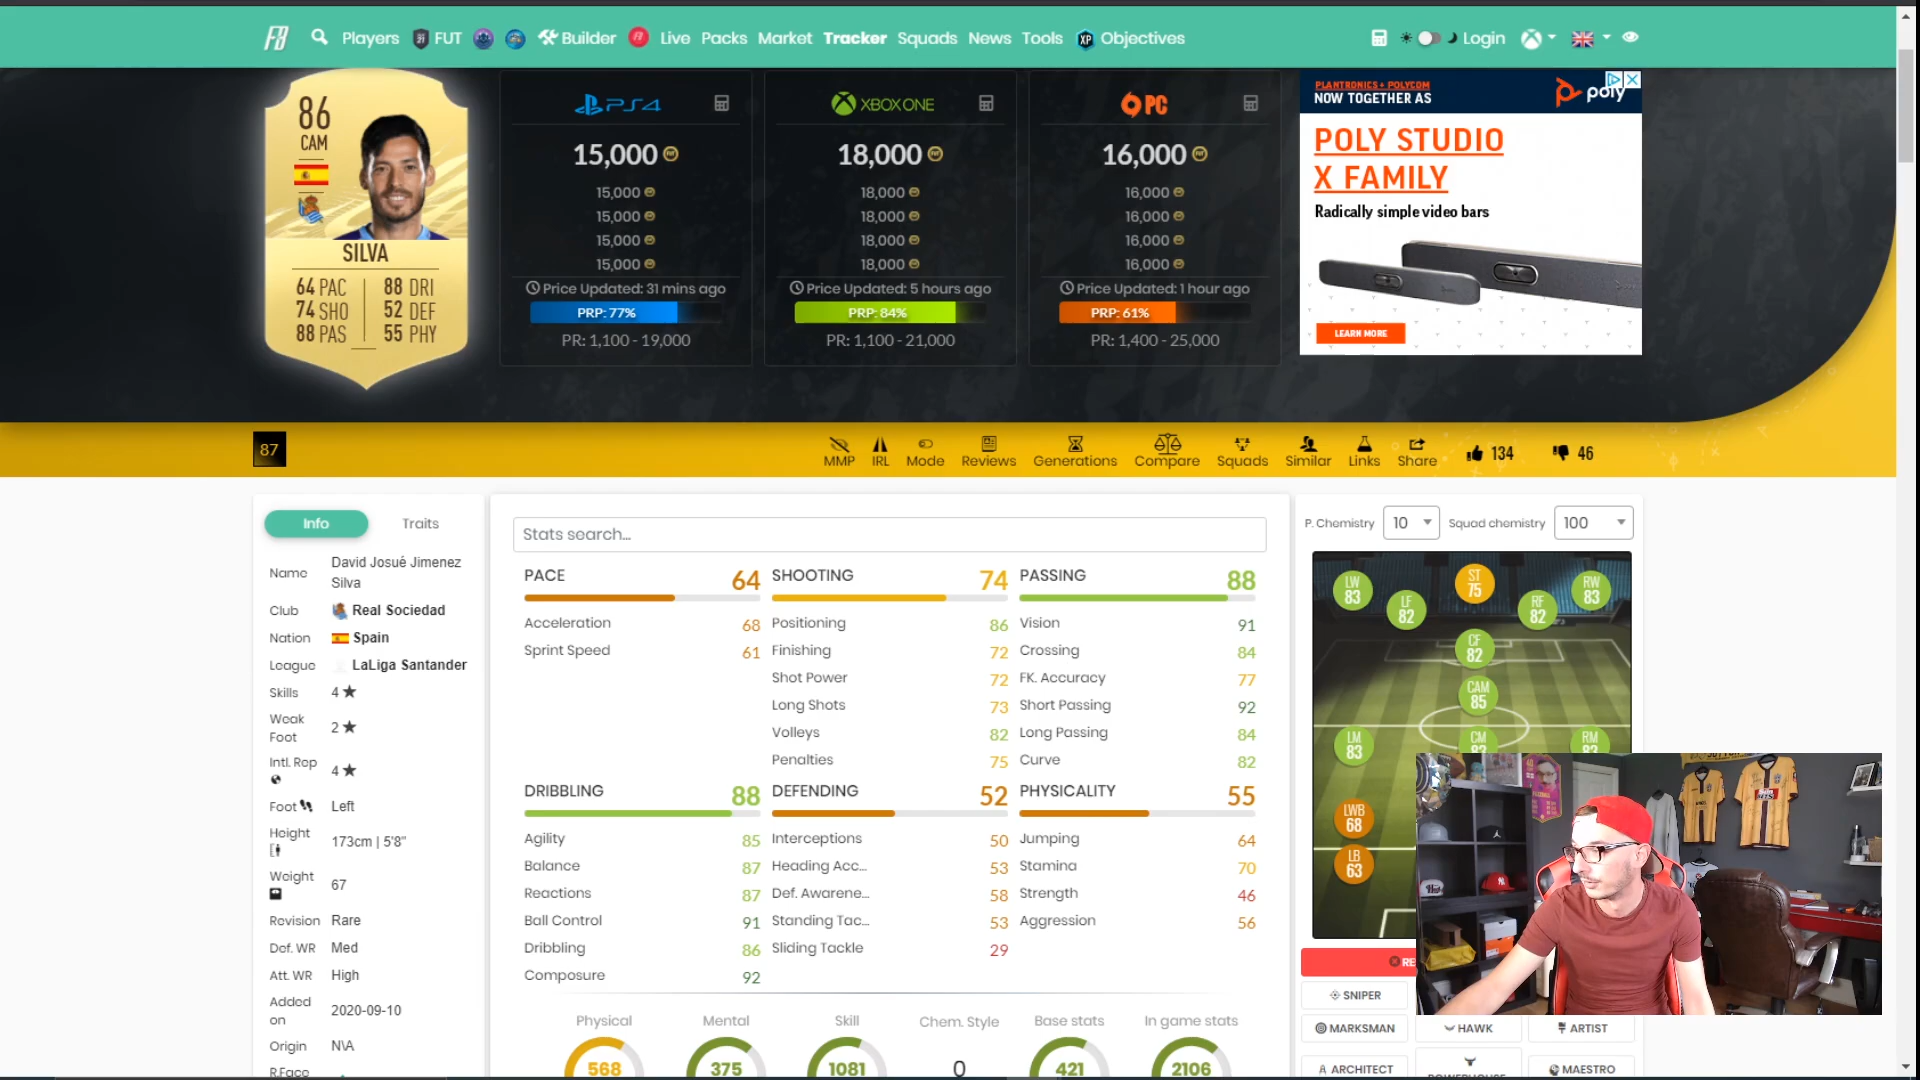 Players FUT Builder Live Packs Market Tracker Squads News Tools XP Objectives Login
86
CAM
SILVA
64 PAC 88 DRI
74 SHO 52 DEF
88 PAS 55 PHY
PS4
15,000
15,000
15,000
15,000
15,000
Price Updated: 31 mins ago
PRP: 77%
PR: 1,100 - 19,000
XBOX ONE
18,000
18,000
18,000
18,000
18,000
Price Updated: 5 hours ago
PRP: 84%
PR: 1,100 - 21,000
PC
16,000
16,000
16,000
16,000
16,000
Price Updated: 1 hour ago
PRP: 61%
PR: 1,400 - 25,000
PLANTRONICS + POLYCOM
NOW TOGETHER AS
poly
POLY STUDIO
X FAMILY
Radically simple video bars
LEARN MORE
87
MMP IRL Mode Reviews Generations Compare Squads Similar Links Share 134 46
Info Traits
Name David Josué Jimenez
Silva
Club Real Sociedad
Nation Spain
League LaLiga Santander
Skills 4
Weak
Foot 2
Intl. Rep 4
Foot Left
Height 173cm | 5'8"
Weight 67
Revision Rare
Def. WR Med
Att. WR High
Added
on 2020-09-10
Origin N\A
R.Face
Stats search...
PACE 64
Acceleration 68
Sprint Speed 61
SHOOTING 74
Positioning 86
Finishing 72
Shot Power 72
Long Shots 73
Volleys 82
Penalties 75
PASSING 88
Vision 91
Crossing 84
FK. Accuracy 77
Short Passing 92
Long Passing 84
Curve 82
DRIBBLING 88
Agility 85
Balance 87
Reactions 87
Ball Control 91
Dribbling 86
Composure 92
DEFENDING 52
Interceptions 50
Heading Acc... 53
Def. Awarene... 58
Standing Tac... 53
Sliding Tackle 29
PHYSICALITY 55
Jumping 64
Stamina 70
Strength 46
Aggression 56
Physical Mental Skill Chem. Style Base stats In game stats
568 375 1081 0 421 2106
P. Chemistry 10 Squad chemistry 100
LW
83
LF
82
ST
75
RF
82
RW
83
CF
82
CAM
85
LM
83
CM
RM
LWB
68
LB
63
RE
SNIPER
MARKSMAN HAWK ARTIST
ARCHITECT POWERHOUSE MAESTRO